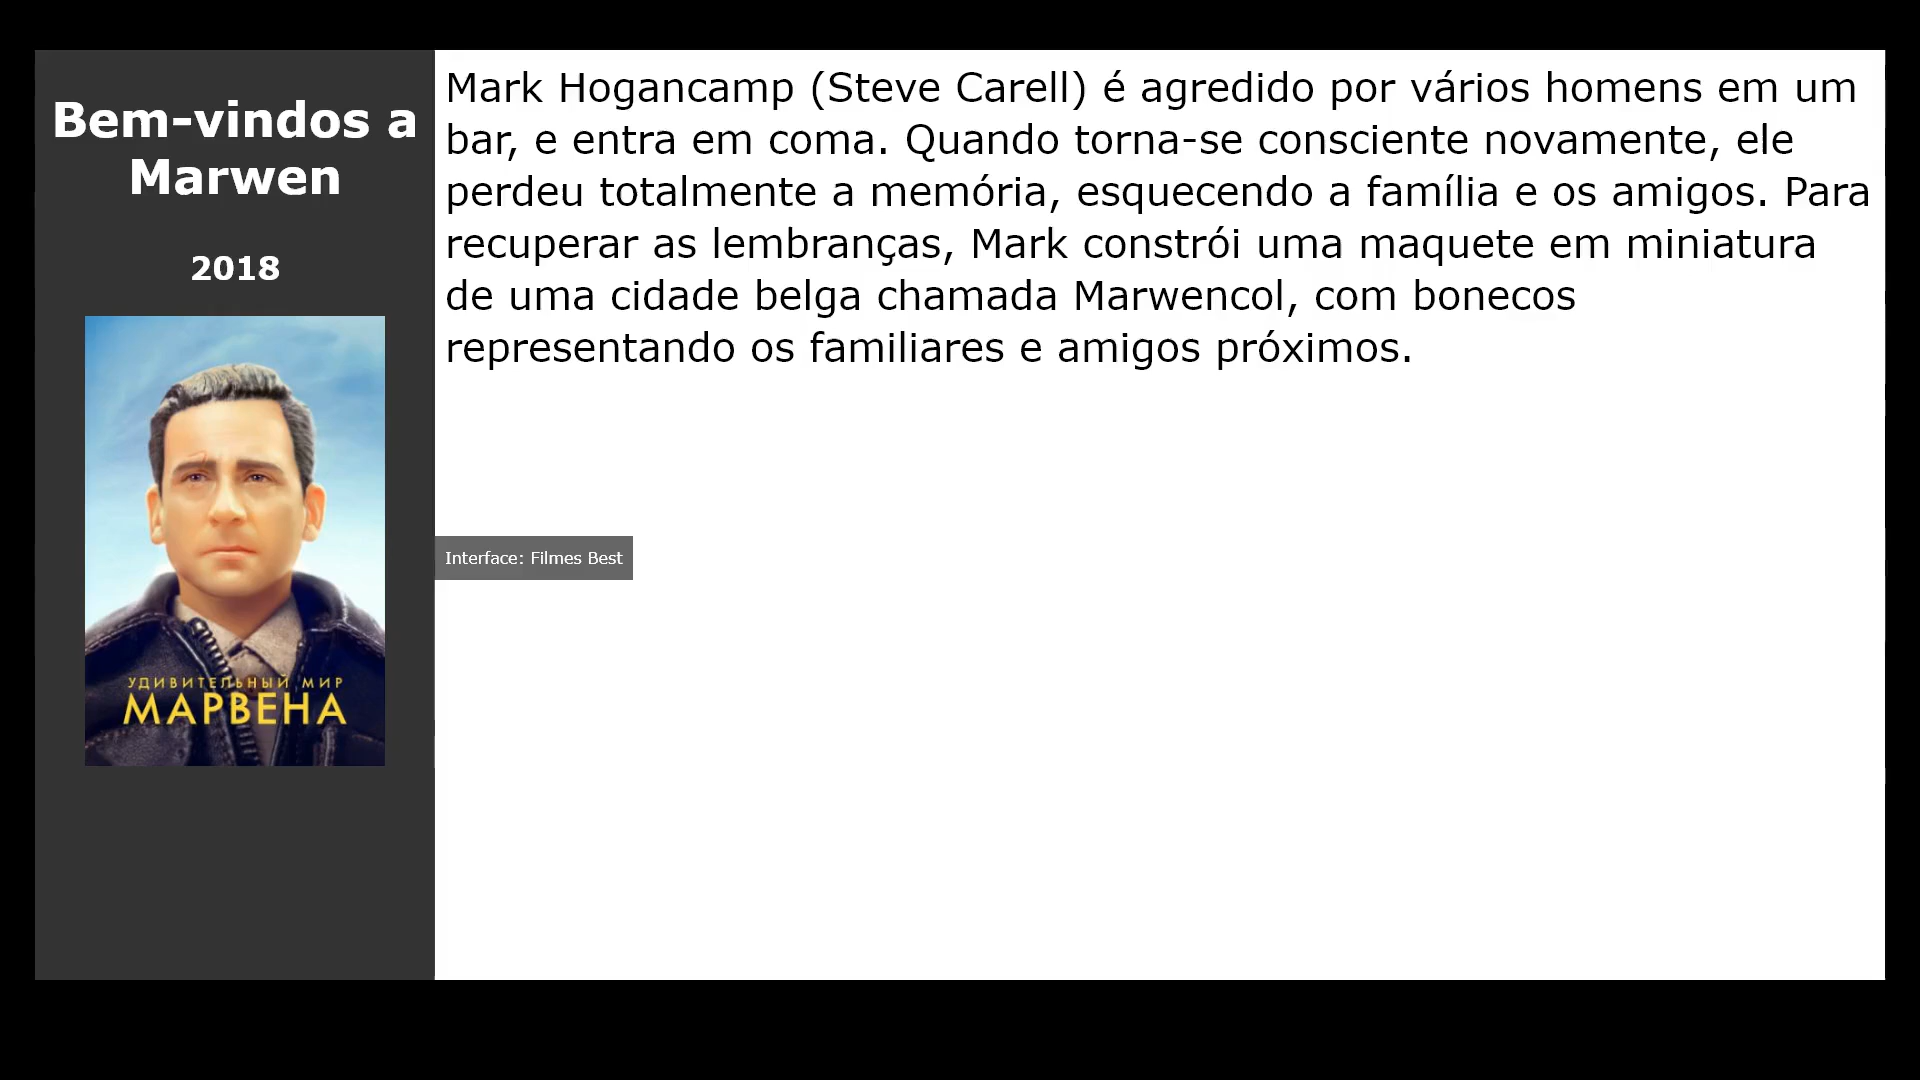 Bem-vindos a
Marwen
2018
УДИВИТЕЛЬНЫЙ МИР
МАРВЕНА
Mark Hogancamp (Steve Carell) é agredido por vários homens em um
bar, e entra em coma. Quando torna-se consciente novamente, ele
perdeu totalmente a memória, esquecendo a família e os amigos. Para
recuperar as lembranças, Mark constrói uma maquete em miniatura
de uma cidade belga chamada Marwencol, com bonecos
representando os familiares e amigos próximos.
Interface: Filmes Best